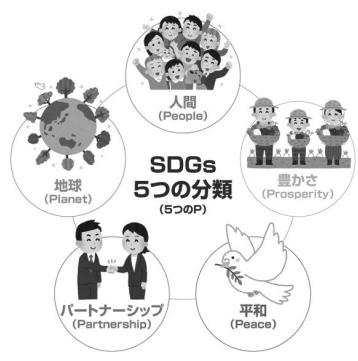 人間
(People)
地球
(Planet)
SDGs
5つの分類
(5つのP)
豊かさ
(Prosperity)
パートナーシップ
(Partnership)
平和
(Peace)